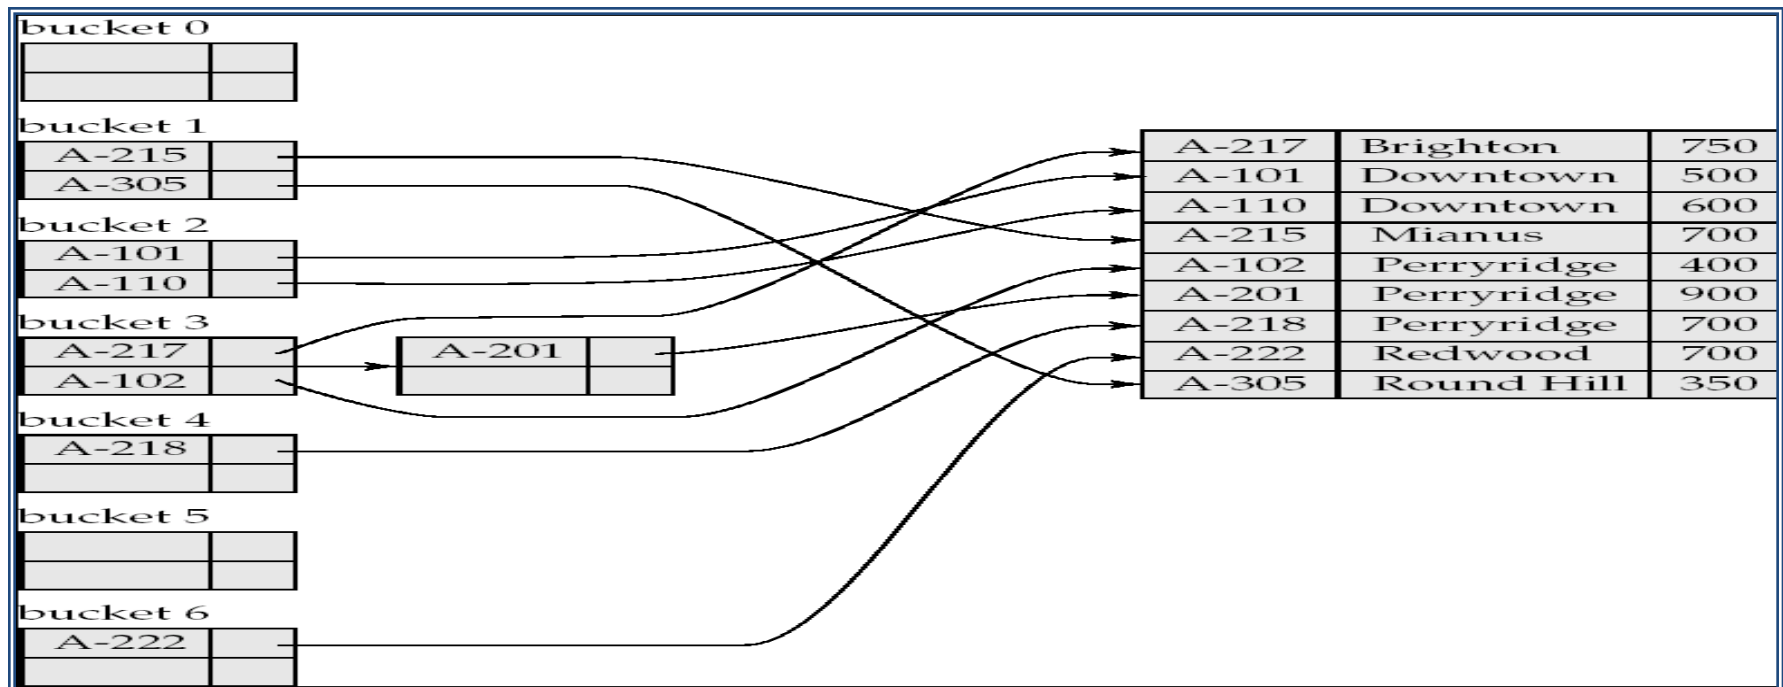 bucket 0
bucket 1
A-215
A-305
bucket 2
A-101
A-110
bucket 3
A-217
A-102
A-201
bucket 4
A-218
bucket 5
bucket 6
A-222
A-217 Brighton 750
A-101 Downtown 500
A-110 Downtown 600
A-215 Mianus 700
A-102 Perryridge 400
A-201 Perryridge 900
A-218 Perryridge 700
A-222 Redwood 700
A-305 Round Hill 350